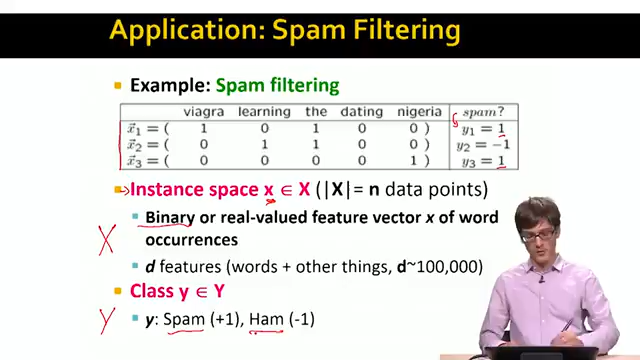 Application: Spam Filtering
Example: Spam filtering
viagra learning the dating nigeria spam?
x⃗₁ = ( 1 0 1 0 0 ) y₁ = 1
x⃗₂ = ( 0 1 1 0 0 ) y₂ = −1
x⃗₃ = ( 0 0 0 0 1 ) y₃ = 1
Instance space x ∈ X (|X|= n data points)
Binary or real-valued feature vector x of word
X
occurrences
d features (words + other things, d~100,000)
Class y ∈ Y
Y
y: Spam (+1), Ham (-1)